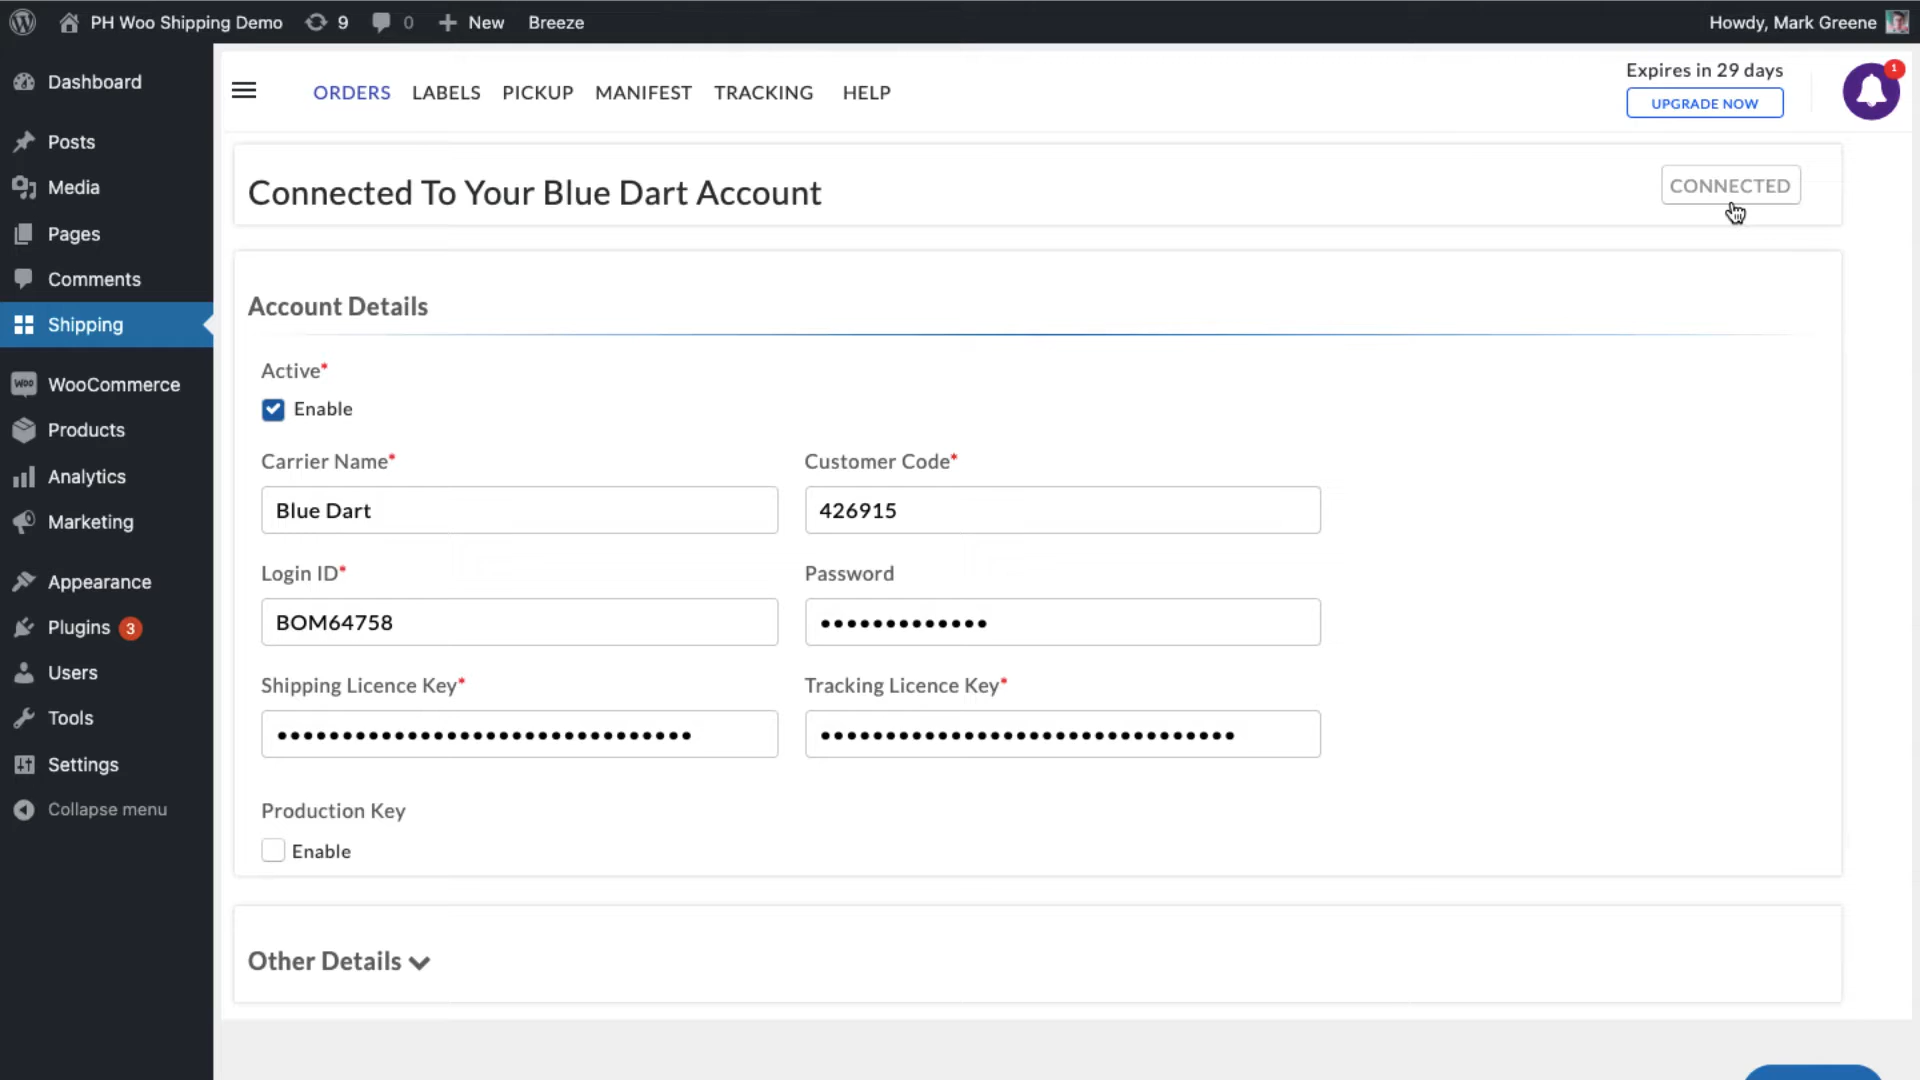 PH Woo Shipping Demo 9 0 New Breeze Howdy, Mark Greene
Dashboard
Posts
Media
Pages
Comments
Shipping
WooCommerce
Products
Analytics
Marketing
Appearance
Plugins 3
Users
Tools
Settings
Collapse menu
ORDERS LABELS PICKUP MANIFEST TRACKING HELP
Expires in 29 days
UPGRADE NOW
1
Connected To Your Blue Dart Account
CONNECTED
Account Details
Active*
Enable
Carrier Name* Customer Code*
Blue Dart 426915
Login ID* Password
BOM64758 •••••••••••••
Shipping Licence Key* Tracking Licence Key*
•••••••••••••••••••••••••••••••• ••••••••••••••••••••••••••••••••
Production Key
Enable
Other Details